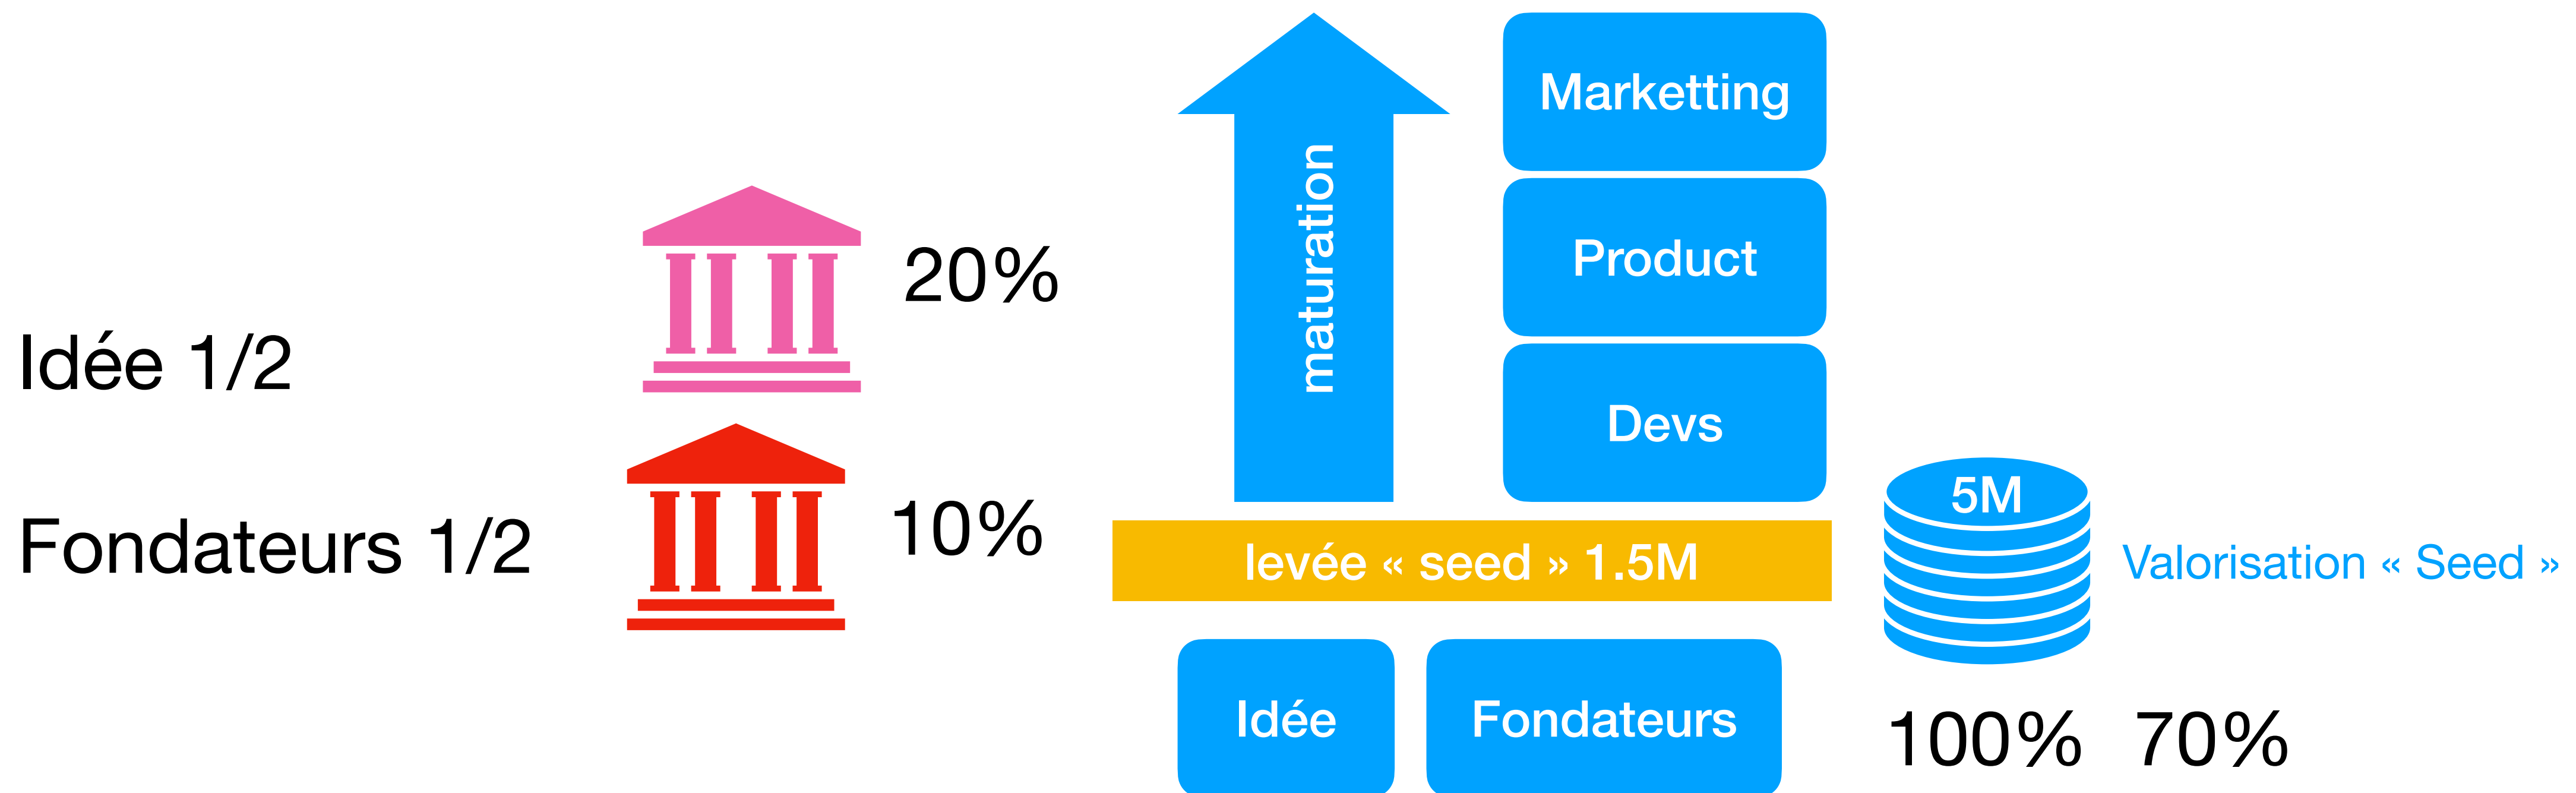 Idée 1/2
Fondateurs 1/2
20%
10%
maturation
Marketting
Product
Devs
levée « seed » 1.5M
Idée
Fondateurs
5M
Valorisation « Seed »
100% 70%